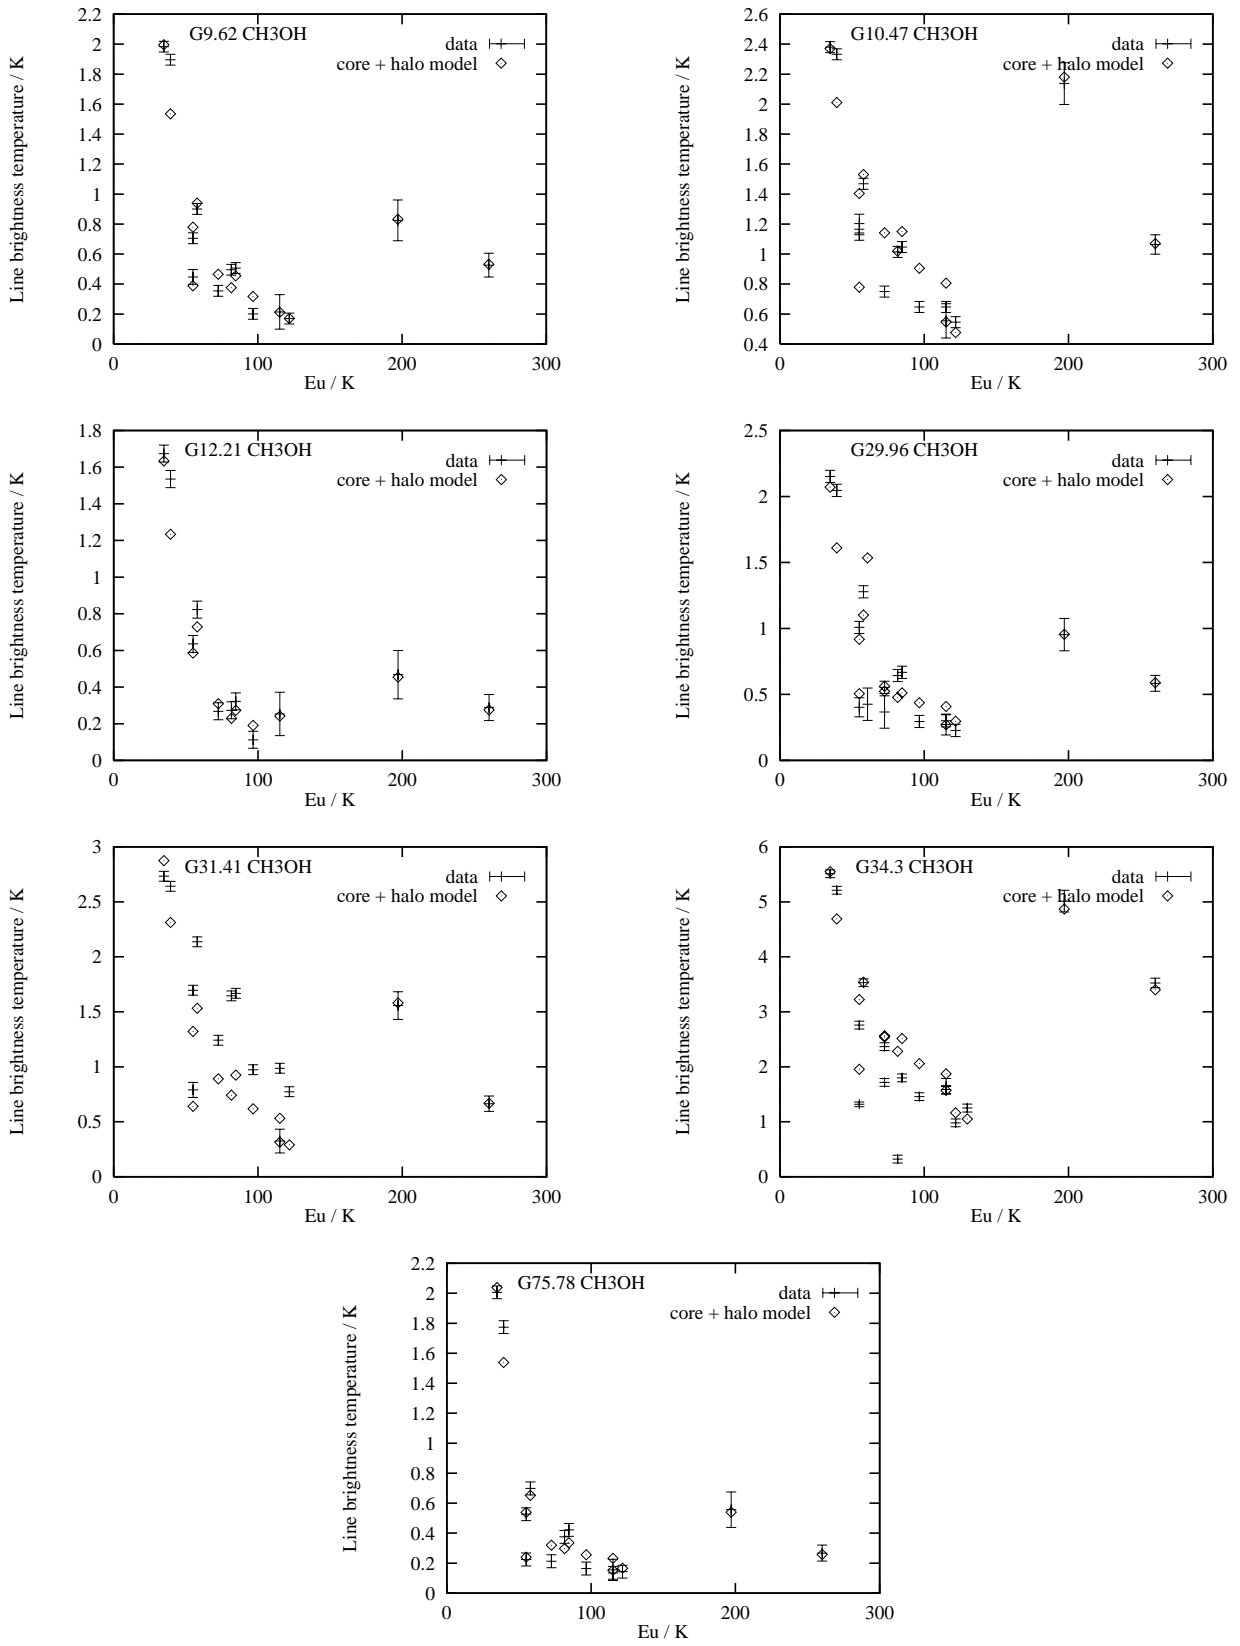 2.2
2
1.8
1.6
1.4
1.2
1
0.8
0.6
0.4
0.2
0
0 100 200 300
Line brightness temperature / K
Eu / K
G9.62 CH3OH
data
core + halo model
2.6
2.4
2.2
2
1.8
1.6
1.4
1.2
1
0.8
0.6
0.4
0 100 200 300
Line brightness temperature / K
Eu / K
G10.47 CH3OH
data
core + halo model
1.8
1.6
1.4
1.2
1
0.8
0.6
0.4
0.2
0
0 100 200 300
Line brightness temperature / K
Eu / K
G12.21 CH3OH
data
core + halo model
2.5
2
1.5
1
0.5
0
0 100 200 300
Line brightness temperature / K
Eu / K
G29.96 CH3OH
data
core + halo model
3
2.5
2
1.5
1
0.5
0
0 100 200 300
Line brightness temperature / K
Eu / K
G31.41 CH3OH
data
core + halo model
6
5
4
3
2
1
0
0 100 200 300
Line brightness temperature / K
Eu / K
G34.3 CH3OH
data
core + halo model
2.2
2
1.8
1.6
1.4
1.2
1
0.8
0.6
0.4
0.2
0
0 100 200 300
Line brightness temperature / K
Eu / K
G75.78 CH3OH
data
core + halo model